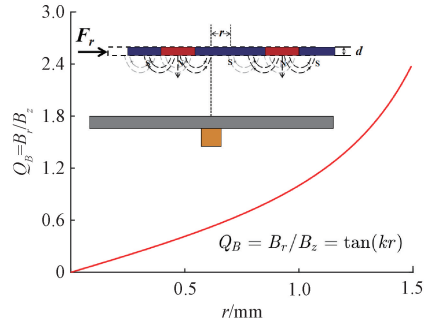 3.0
2.4
1.8
1.2
0.6
0
Q_B=B_r/B_z
F_r
r
d
s s s s
Q_B = B_r/B_z = tan(kr)
0.5 1.0 1.5
r/mm